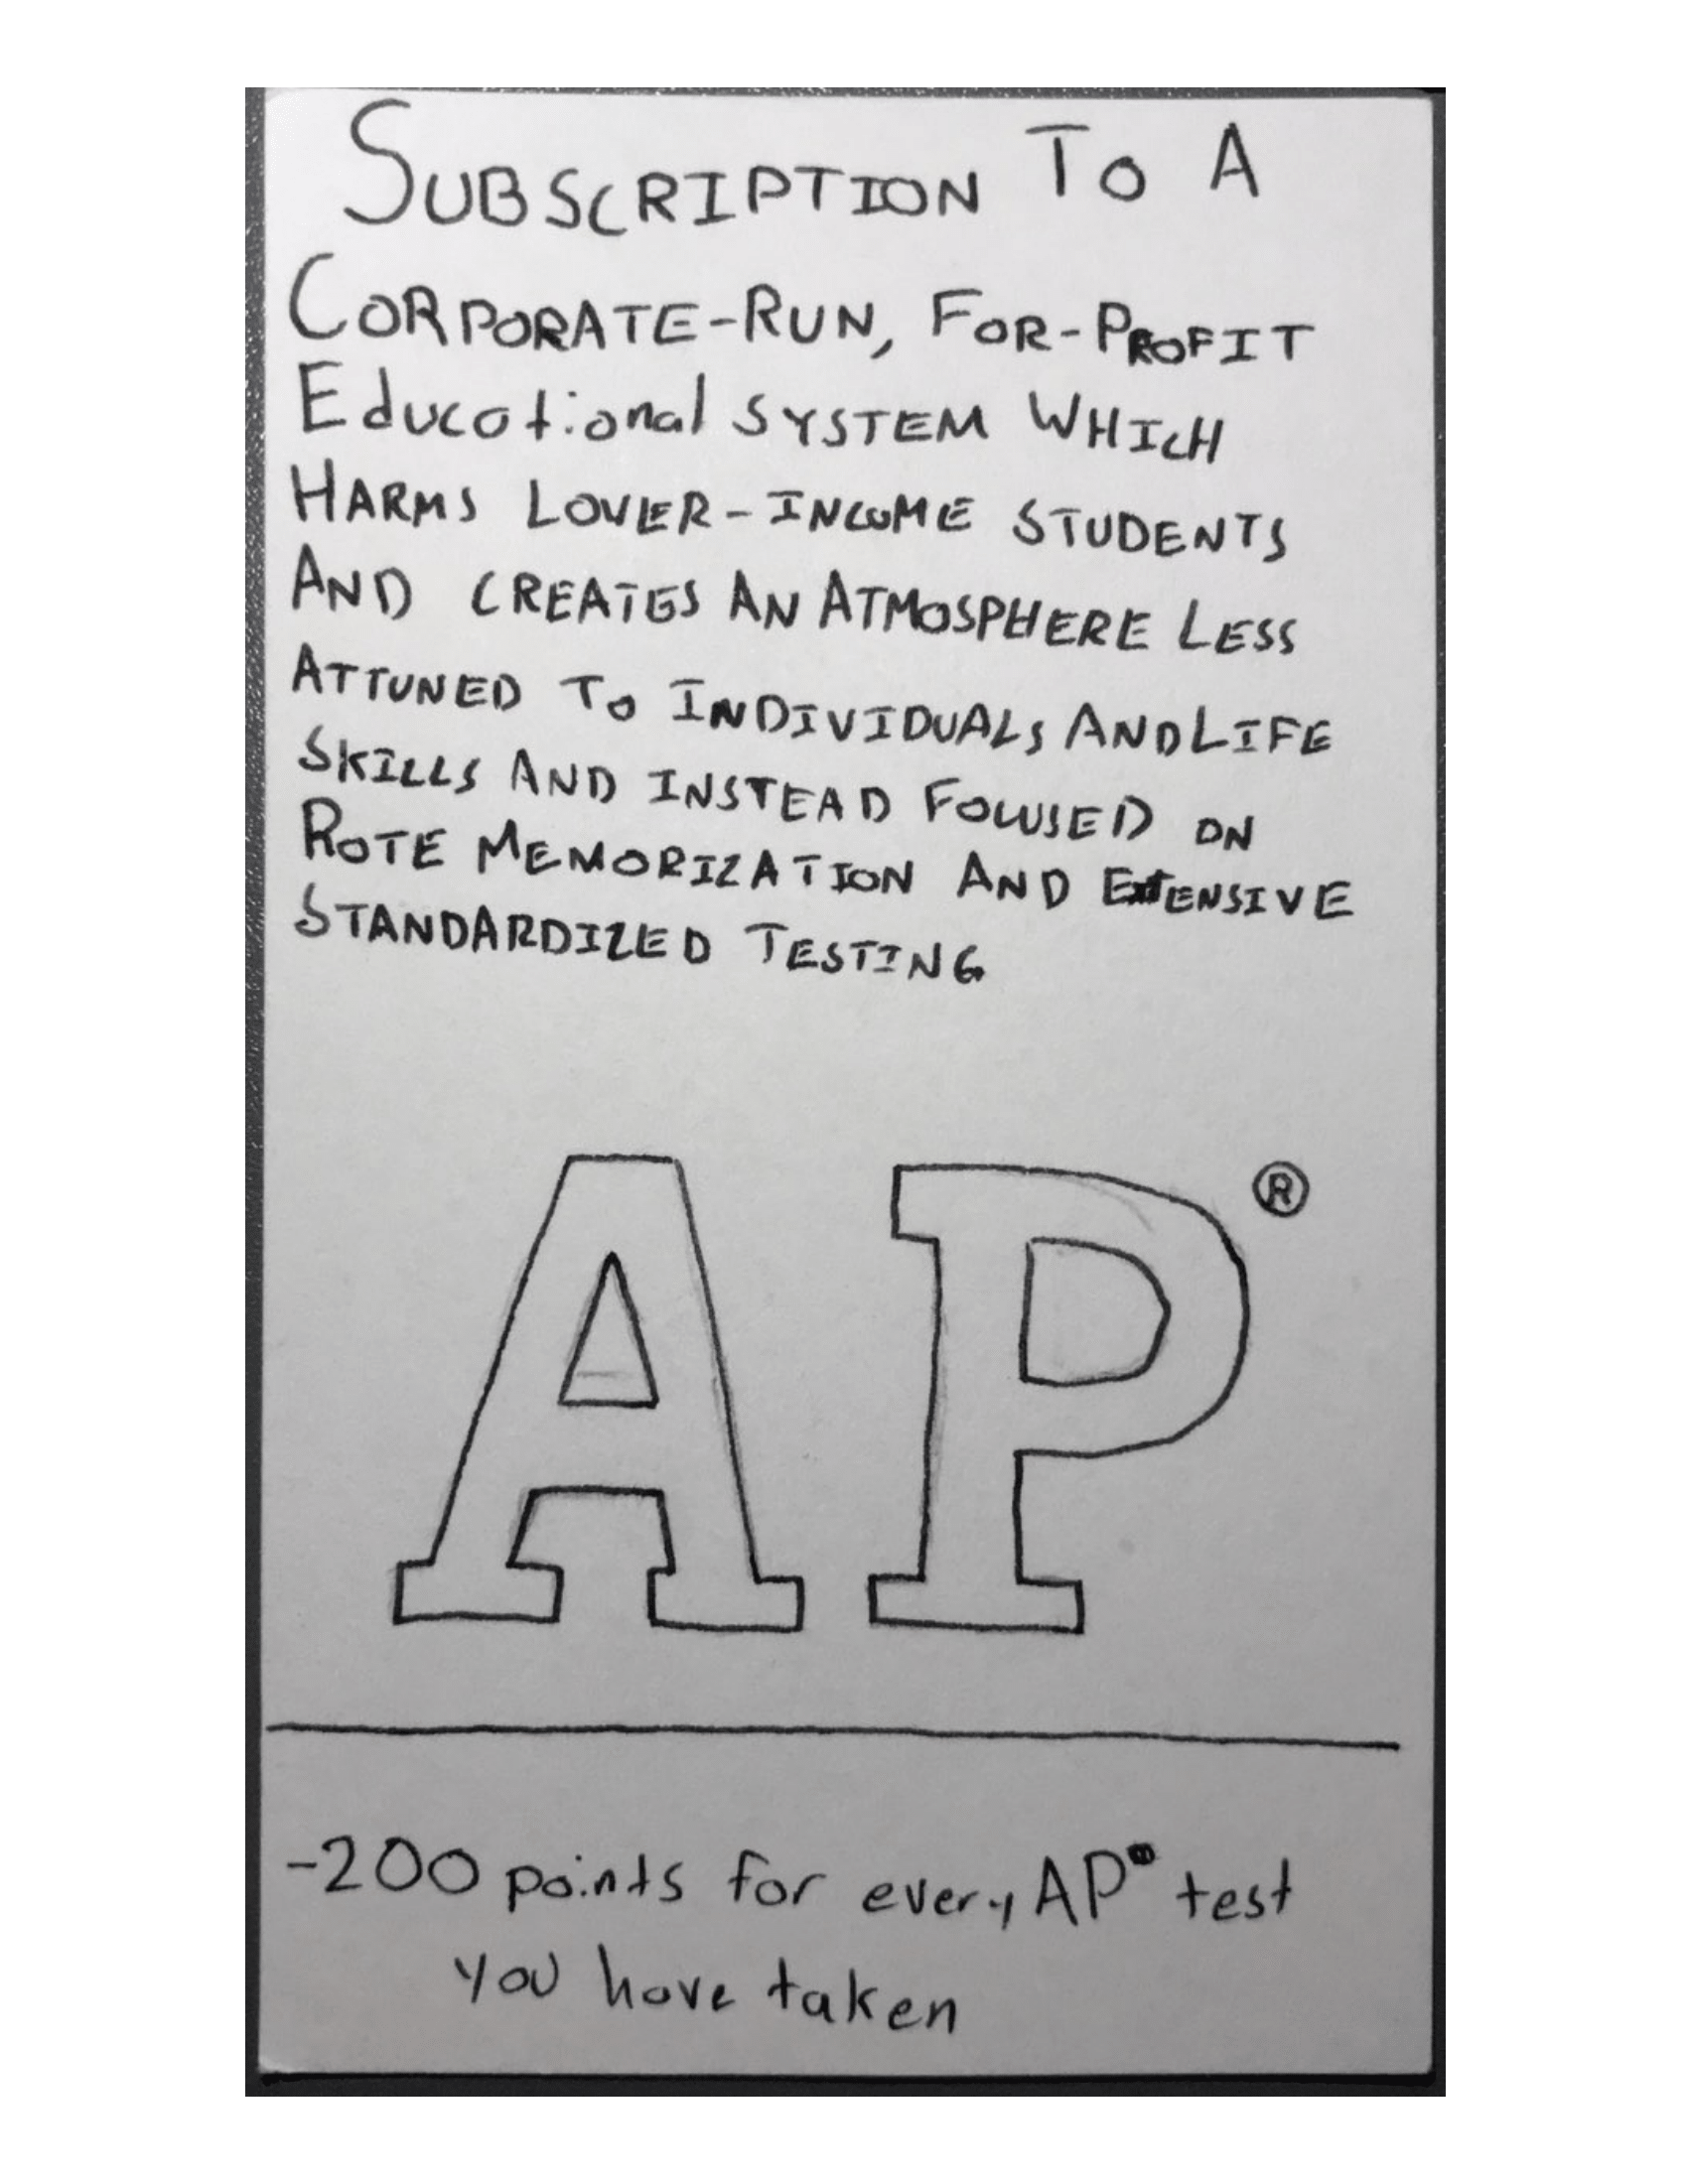 SUBSCRIPTION TO A
CORPORATE-RUN, FOR-PROFIT
Educational SYSTEM WHICH
HARMS LOWER-INCOME STUDENTS
AND CREATES AN ATMOSPHERE LESS
ATTUNED TO INDIVIDUALS AND LIFE
SKILLS AND INSTEAD FOCUSED ON
ROTE MEMORIZATION AND EXTENSIVE
STANDARDIZED TESTING
AP®
-200 points for every AP® test
you have taken